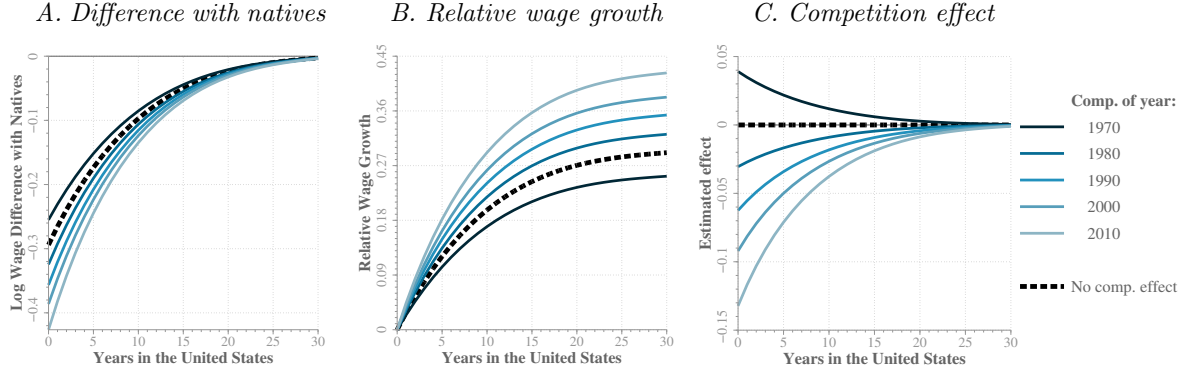 A. Difference with natives
Log Wage Difference with Natives
0
−0.1
−0.2
−0.3
−0.4
0 5 10 15 20 25 30
Years in the United States
B. Relative wage growth
Relative Wage Growth
0.45
0.36
0.27
0.18
0.09
0
0 5 10 15 20 25 30
Years in the United States
C. Competition effect
Estimated effect
0.05
0
−0.05
−0.1
−0.15
0 5 10 15 20 25 30
Years in the United States
Comp. of year:
1970
1980
1990
2000
2010
No comp. effect